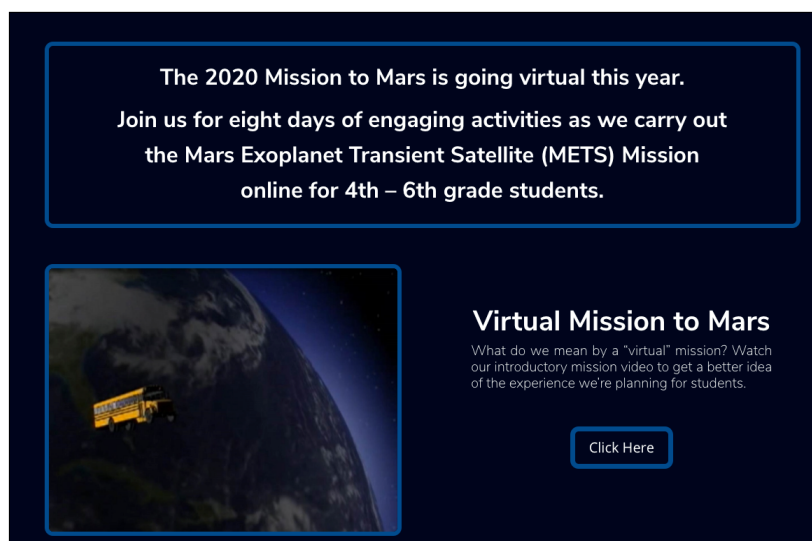 The 2020 Mission to Mars is going virtual this year.
Join us for eight days of engaging activities as we carry out
the Mars Exoplanet Transient Satellite (METS) Mission
online for 4th – 6th grade students.
Virtual Mission to Mars
What do we mean by a “virtual” mission? Watch
our introductory mission video to get a better idea
of the experience we’re planning for students.
Click Here